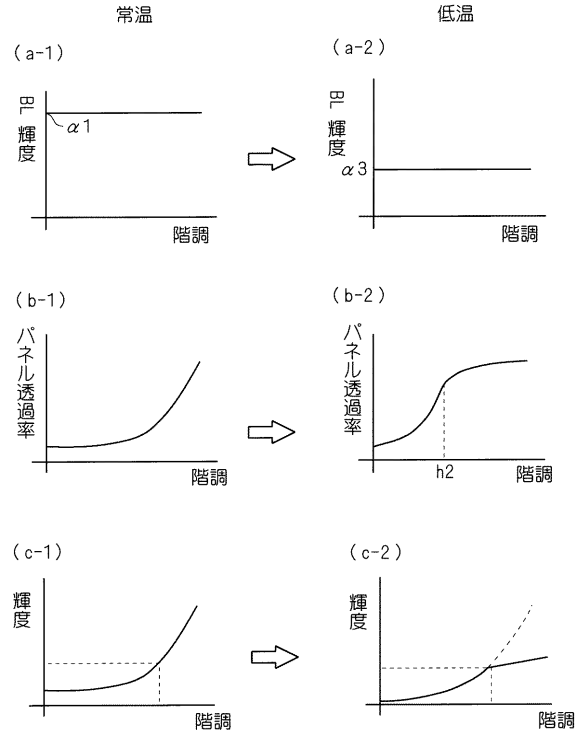 常温
低温
(a-1)
BL 輝度
α1
階調
(a-2)
BL 輝度
α3
階調
(b-1)
パネル透過率
階調
(b-2)
パネル透過率
h2
階調
(c-1)
輝度
階調
(c-2)
輝度
階調